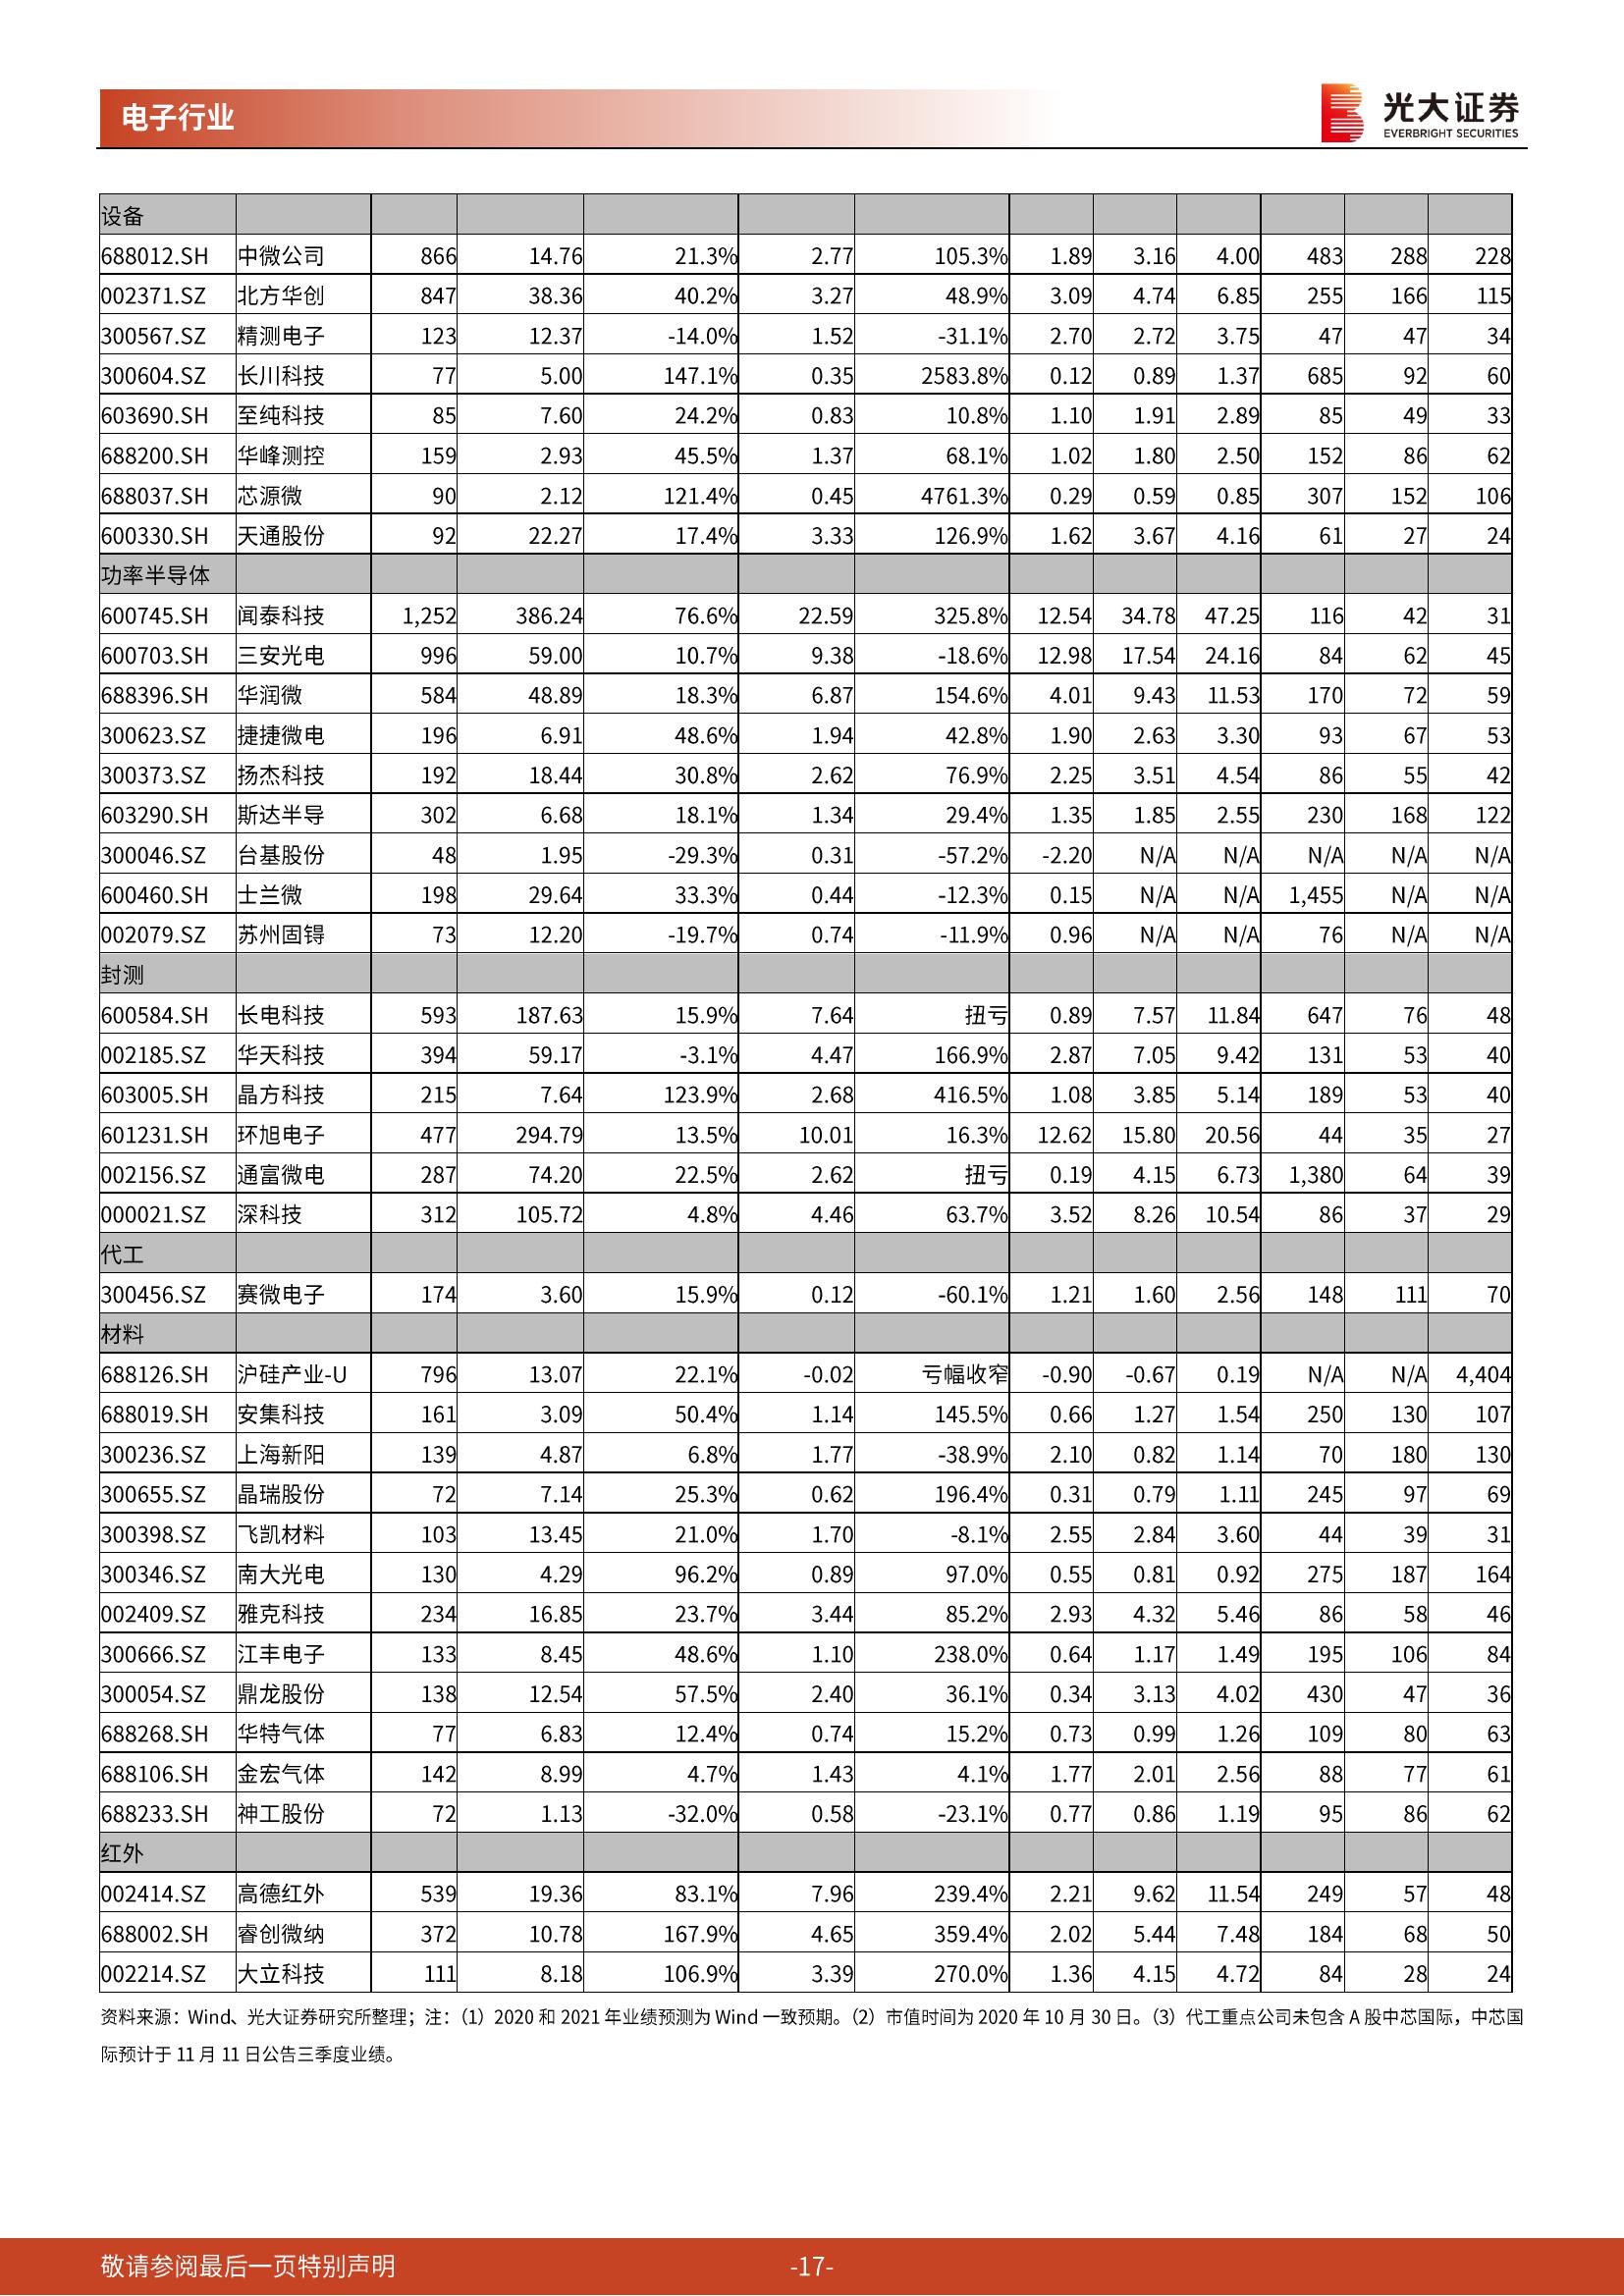 电子行业
光大证券
EVERBRIGHT SECURITIES
设备
688012.SH 中微公司 866 14.76 21.3% 2.77 105.3% 1.89 3.16 4.00 483 288 228
002371.SZ 北方华创 847 38.36 40.2% 3.27 48.9% 3.09 4.74 6.85 255 166 115
300567.SZ 精测电子 123 12.37 -14.0% 1.52 -31.1% 2.70 2.72 3.75 47 47 34
300604.SZ 长川科技 77 5.00 147.1% 0.35 2583.8% 0.12 0.89 1.37 685 92 60
603690.SH 至纯科技 85 7.60 24.2% 0.83 10.8% 1.10 1.91 2.89 85 49 33
688200.SH 华峰测控 159 2.93 45.5% 1.37 68.1% 1.02 1.80 2.50 152 86 62
688037.SH 芯源微 90 2.12 121.4% 0.45 4761.3% 0.29 0.59 0.85 307 152 106
600330.SH 天通股份 92 22.27 17.4% 3.33 126.9% 1.62 3.67 4.16 61 27 24
功率半导体
600745.SH 闻泰科技 1,252 386.24 76.6% 22.59 325.8% 12.54 34.78 47.25 116 42 31
600703.SH 三安光电 996 59.00 10.7% 9.38 -18.6% 12.98 17.54 24.16 84 62 45
688396.SH 华润微 584 48.89 18.3% 6.87 154.6% 4.01 9.43 11.53 170 72 59
300623.SZ 捷捷微电 196 6.91 48.6% 1.94 42.8% 1.90 2.63 3.30 93 67 53
300373.SZ 扬杰科技 192 18.44 30.8% 2.62 76.9% 2.25 3.51 4.54 86 55 42
603290.SH 斯达半导 302 6.68 18.1% 1.34 29.4% 1.35 1.85 2.55 230 168 122
300046.SZ 台基股份 48 1.95 -29.3% 0.31 -57.2% -2.20 N/A N/A N/A N/A N/A
600460.SH 士兰微 198 29.64 33.3% 0.44 -12.3% 0.15 N/A N/A 1,455 N/A N/A
002079.SZ 苏州固锝 73 12.20 -19.7% 0.74 -11.9% 0.96 N/A N/A 76 N/A N/A
封测
600584.SH 长电科技 593 187.63 15.9% 7.64 扭亏 0.89 7.57 11.84 647 76 48
002185.SZ 华天科技 394 59.17 -3.1% 4.47 166.9% 2.87 7.05 9.42 131 53 40
603005.SH 晶方科技 215 7.64 123.9% 2.68 416.5% 1.08 3.85 5.14 189 53 40
601231.SH 环旭电子 477 294.79 13.5% 10.01 16.3% 12.62 15.80 20.56 44 35 27
002156.SZ 通富微电 287 74.20 22.5% 2.62 扭亏 0.19 4.15 6.73 1,380 64 39
000021.SZ 深科技 312 105.72 4.8% 4.46 63.7% 3.52 8.26 10.54 86 37 29
代工
300456.SZ 赛微电子 174 3.60 15.9% 0.12 -60.1% 1.21 1.60 2.56 148 111 70
材料
688126.SH 沪硅产业-U 796 13.07 22.1% -0.02 亏幅收窄 -0.90 -0.67 0.19 N/A N/A 4,404
688019.SH 安集科技 161 3.09 50.4% 1.14 145.5% 0.66 1.27 1.54 250 130 107
300236.SZ 上海新阳 139 4.87 6.8% 1.77 -38.9% 2.10 0.82 1.14 70 180 130
300655.SZ 晶瑞股份 72 7.14 25.3% 0.62 196.4% 0.31 0.79 1.11 245 97 69
300398.SZ 飞凯材料 103 13.45 21.0% 1.70 -8.1% 2.55 2.84 3.60 44 39 31
300346.SZ 南大光电 130 4.29 96.2% 0.89 97.0% 0.55 0.81 0.92 275 187 164
002409.SZ 雅克科技 234 16.85 23.7% 3.44 85.2% 2.93 4.32 5.46 86 58 46
300666.SZ 江丰电子 133 8.45 48.6% 1.10 238.0% 0.64 1.17 1.49 195 106 84
300054.SZ 鼎龙股份 138 12.54 57.5% 2.40 36.1% 0.34 3.13 4.02 430 47 36
688268.SH 华特气体 77 6.83 12.4% 0.74 15.2% 0.73 0.99 1.26 109 80 63
688106.SH 金宏气体 142 8.99 4.7% 1.43 4.1% 1.77 2.01 2.56 88 77 61
688233.SH 神工股份 72 1.13 -32.0% 0.58 -23.1% 0.77 0.86 1.19 95 86 62
红外
002414.SZ 高德红外 539 19.36 83.1% 7.96 239.4% 2.21 9.62 11.54 249 57 48
688002.SH 睿创微纳 372 10.78 167.9% 4.65 359.4% 2.02 5.44 7.48 184 68 50
002214.SZ 大立科技 111 8.18 106.9% 3.39 270.0% 1.36 4.15 4.72 84 28 24
资料来源：Wind、光大证券研究所整理；注：（1）2020 和 2021 年业绩预测为 Wind 一致预期。（2）市值时间为 2020 年 10 月 30 日。（3）代工重点公司未包含 A 股中芯国际，中芯国
际预计于 11 月 11 日公告三季度业绩。
敬请参阅最后一页特别声明 -17-